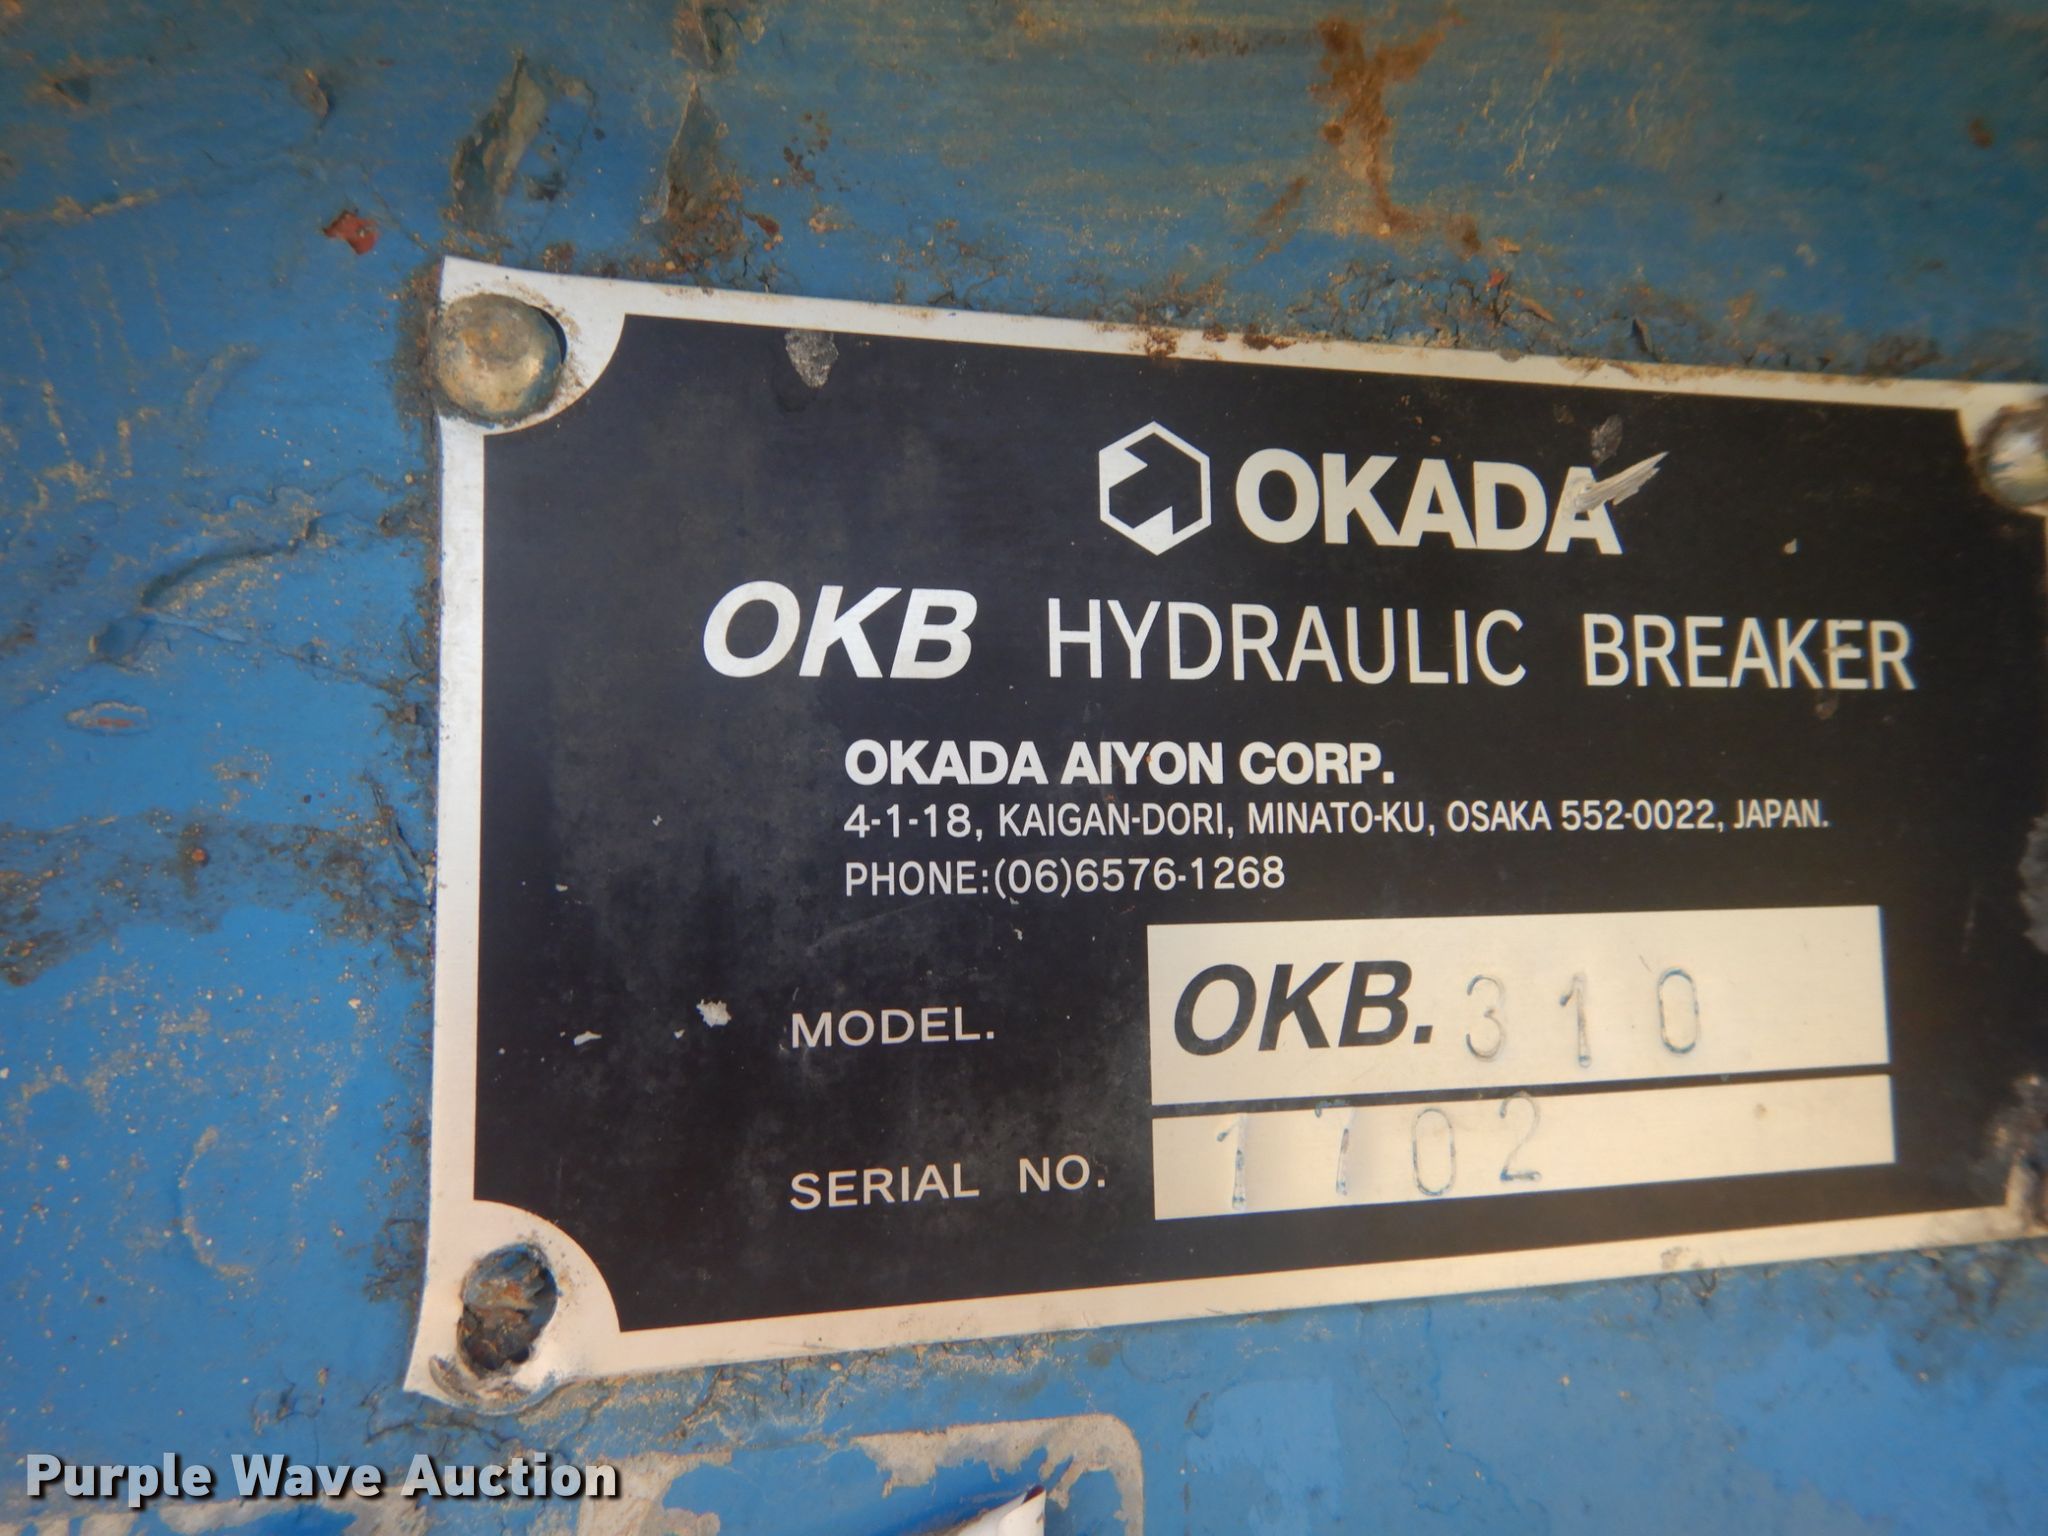 OKADA
OKB HYDRAULIC BREAKER
OKADA AIYON CORP.
4-1-18, KAIGAN-DORI, MINATO-KU, OSAKA 552-0022, JAPAN.
PHONE:(06)6576-1268
MODEL. OKB. 310
SERIAL NO. 1702
Purple Wave Auction